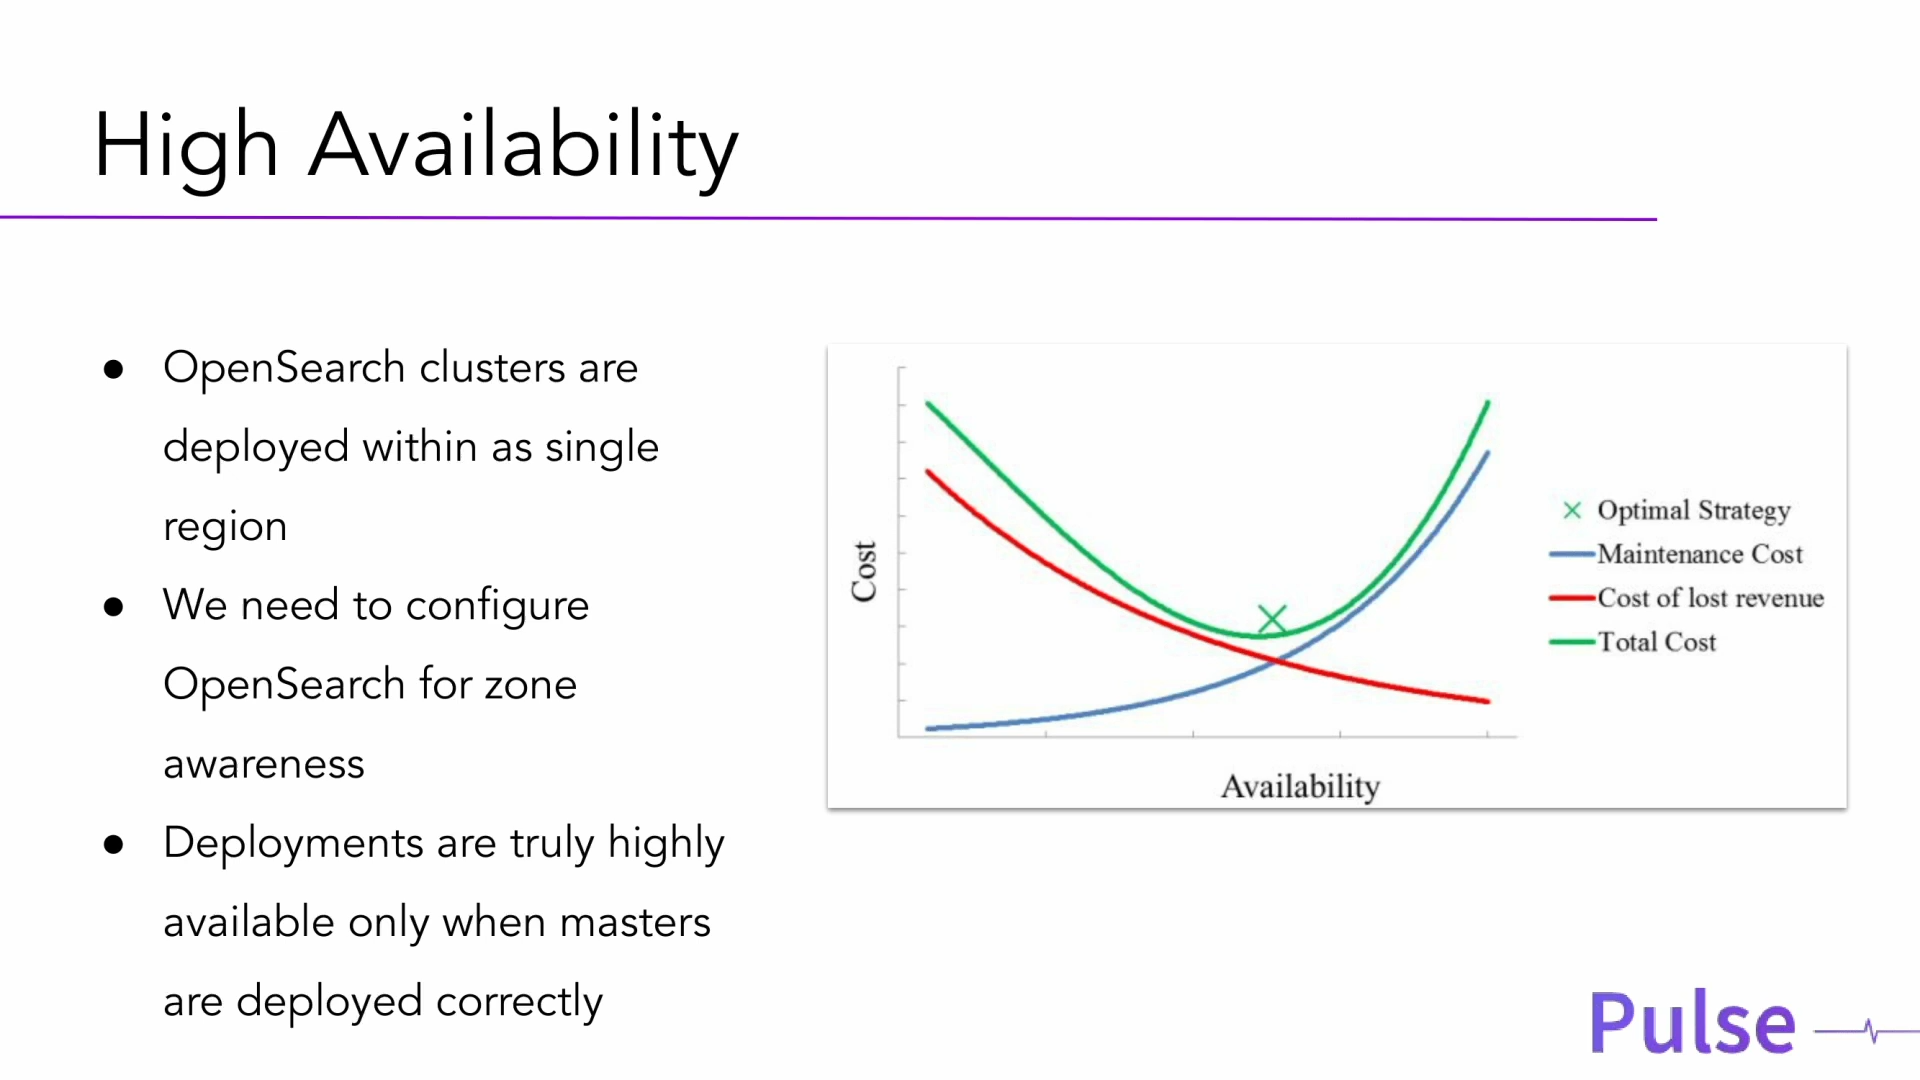 High Availability
● OpenSearch clusters are
deployed within as single
region
● We need to configure
OpenSearch for zone
awareness
● Deployments are truly highly
available only when masters
are deployed correctly
Cost
Availability
Optimal Strategy
Maintenance Cost
Cost of lost revenue
Total Cost
Pulse